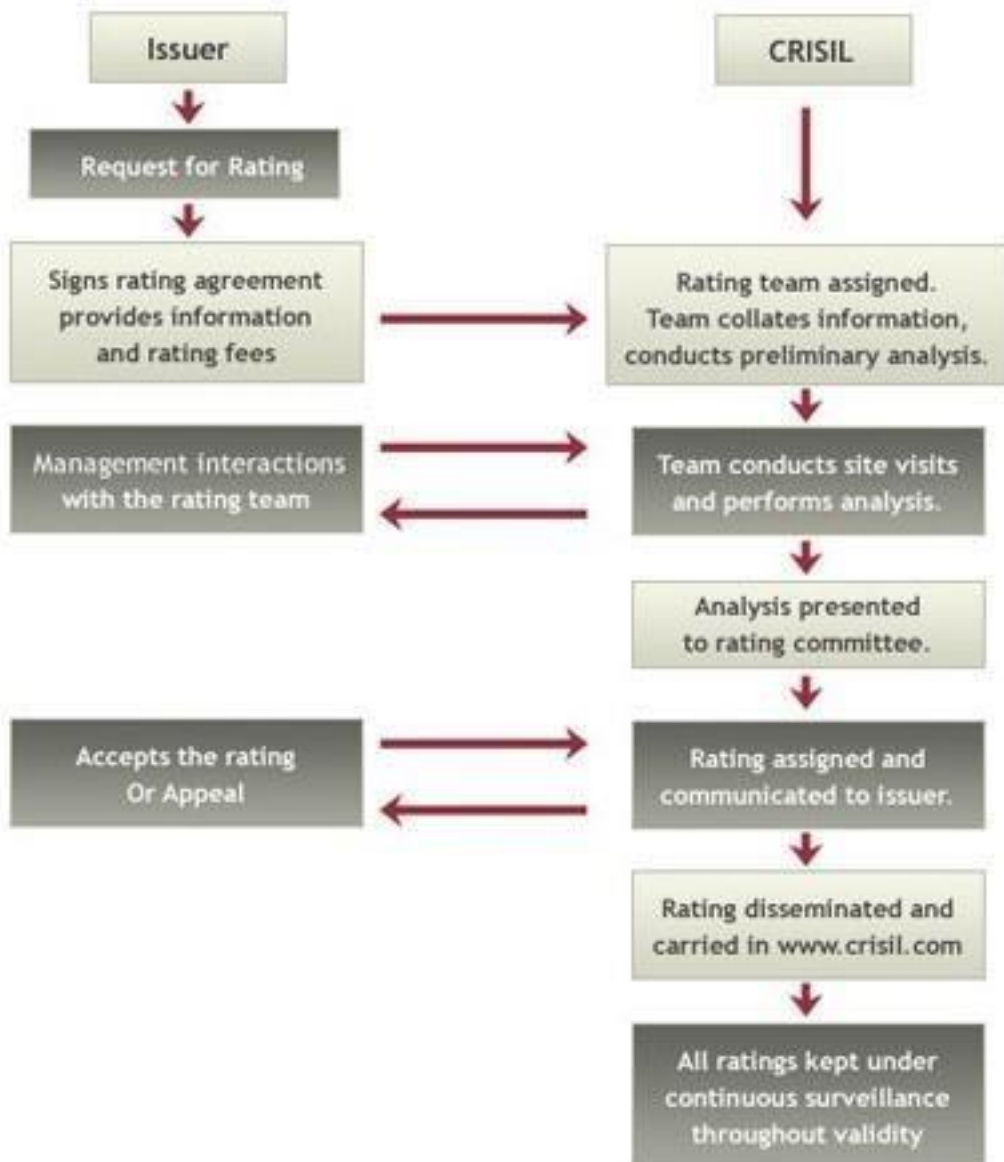 Issuer
CRISIL
Request for Rating
Signs rating agreement
provides information
and rating fees
Rating team assigned.
Team collates information,
conducts preliminary analysis.
Management interactions
with the rating team
Team conducts site visits
and performs analysis.
Analysis presented
to rating committee.
Accepts the rating
Or Appeal
Rating assigned and
communicated to issuer.
Rating disseminated and
carried in www.crisil.com
All ratings kept under
continuous surveillance
throughout validity